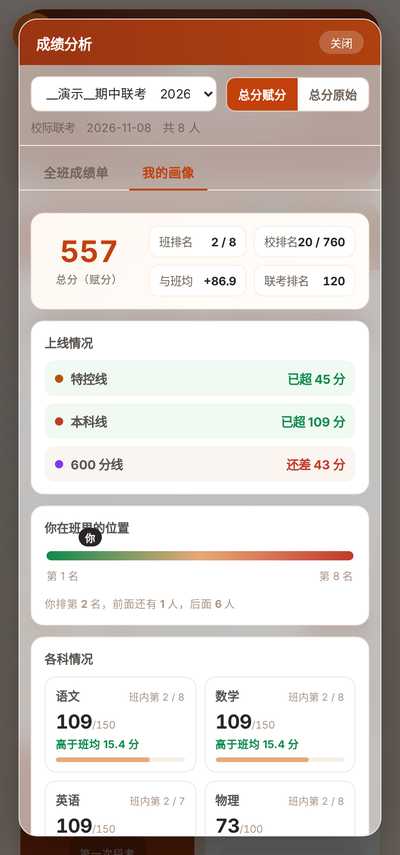 成绩分析 关闭
__演示__期中联考 2026 总分赋分 总分原始
校际联考 2026-11-08 共 8 人
全班成绩单 我的画像
557
总分（赋分）
班排名 2 / 8 校排名 20 / 760
与班均 +86.9 联考排名 120
上线情况
特控线 已超 45 分
本科线 已超 109 分
600 分线 还差 43 分
你在班里的位置
你
第 1 名 第 8 名
你排第 2 名，前面还有 1 人，后面 6 人
各科情况
语文 班内第 2 / 8 数学 班内第 2 / 8
109/150 109/150
高于班均 15.4 分 高于班均 15.4 分
英语 班内第 2 / 7 物理 班内第 2 / 8
109/150 73/100